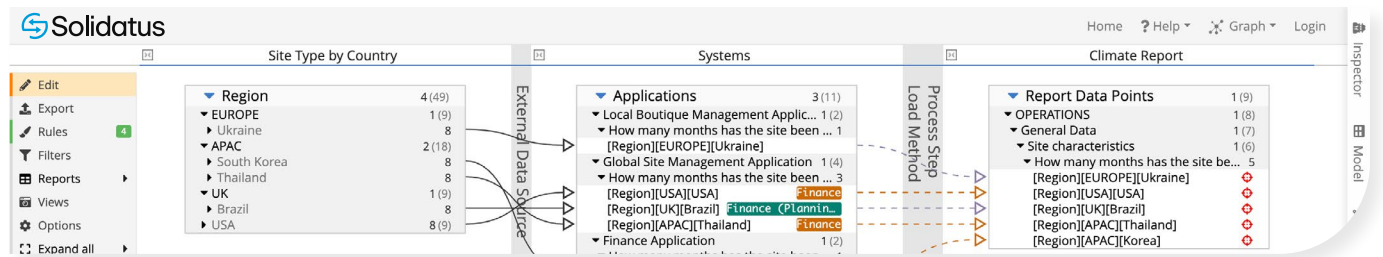 Solidatus
Home ? Help Graph Login
Site Type by Country
Systems
Climate Report
Inspector
Model
Edit
Export
Rules 4
Filters
Reports
Views
Options
Expand all
Region 4 (49)
EUROPE 1 (9)
Ukraine 8
APAC 2 (18)
South Korea 8
Thailand 8
UK 1 (9)
Brazil 8
USA 8 (9)
External Data Source
Applications 3 (11)
Local Boutique Management Applic... 1 (2)
How many months has the site been ... 1
[Region][EUROPE][Ukraine]
Global Site Management Application 1 (4)
How many months has the site been ... 3
[Region][USA][USA] Finance
[Region][UK][Brazil] Finance (Plannin…
[Region][APAC][Thailand] Finance
Finance Application 1 (2)
Process Step
Load Method
Report Data Points 1 (9)
OPERATIONS 1 (8)
General Data 1 (7)
Site characteristics 1 (6)
How many months has the site be... 5
[Region][EUROPE][Ukraine]
[Region][USA][USA]
[Region][UK][Brazil]
[Region][APAC][Thailand]
[Region][APAC][Korea]